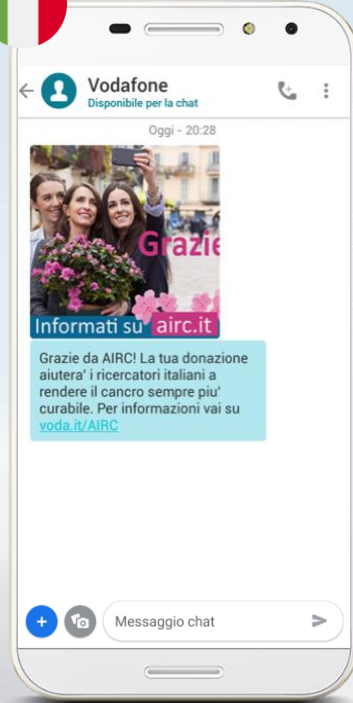 Vodafone
Disponibile per la chat
Oggi - 20:28
Grazie
Informati su airc.it
Grazie da AIRC! La tua donazione
aiutera' i ricercatori italiani a
rendere il cancro sempre piu'
curabile. Per informazioni vai su
voda.it/AIRC
Messaggio chat